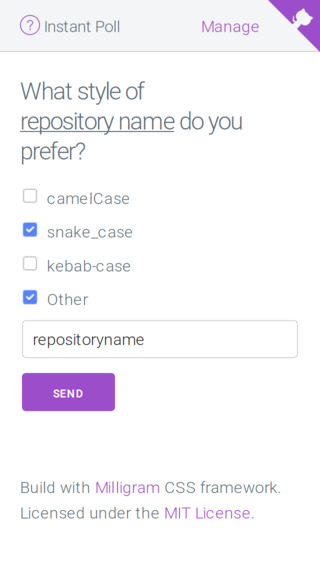 ? Instant Poll Manage
What style of
repository name do you
prefer?
camelCase
snake_case
kebab-case
Other
repositoryname
SEND
Build with Milligram CSS framework.
Licensed under the MIT License.